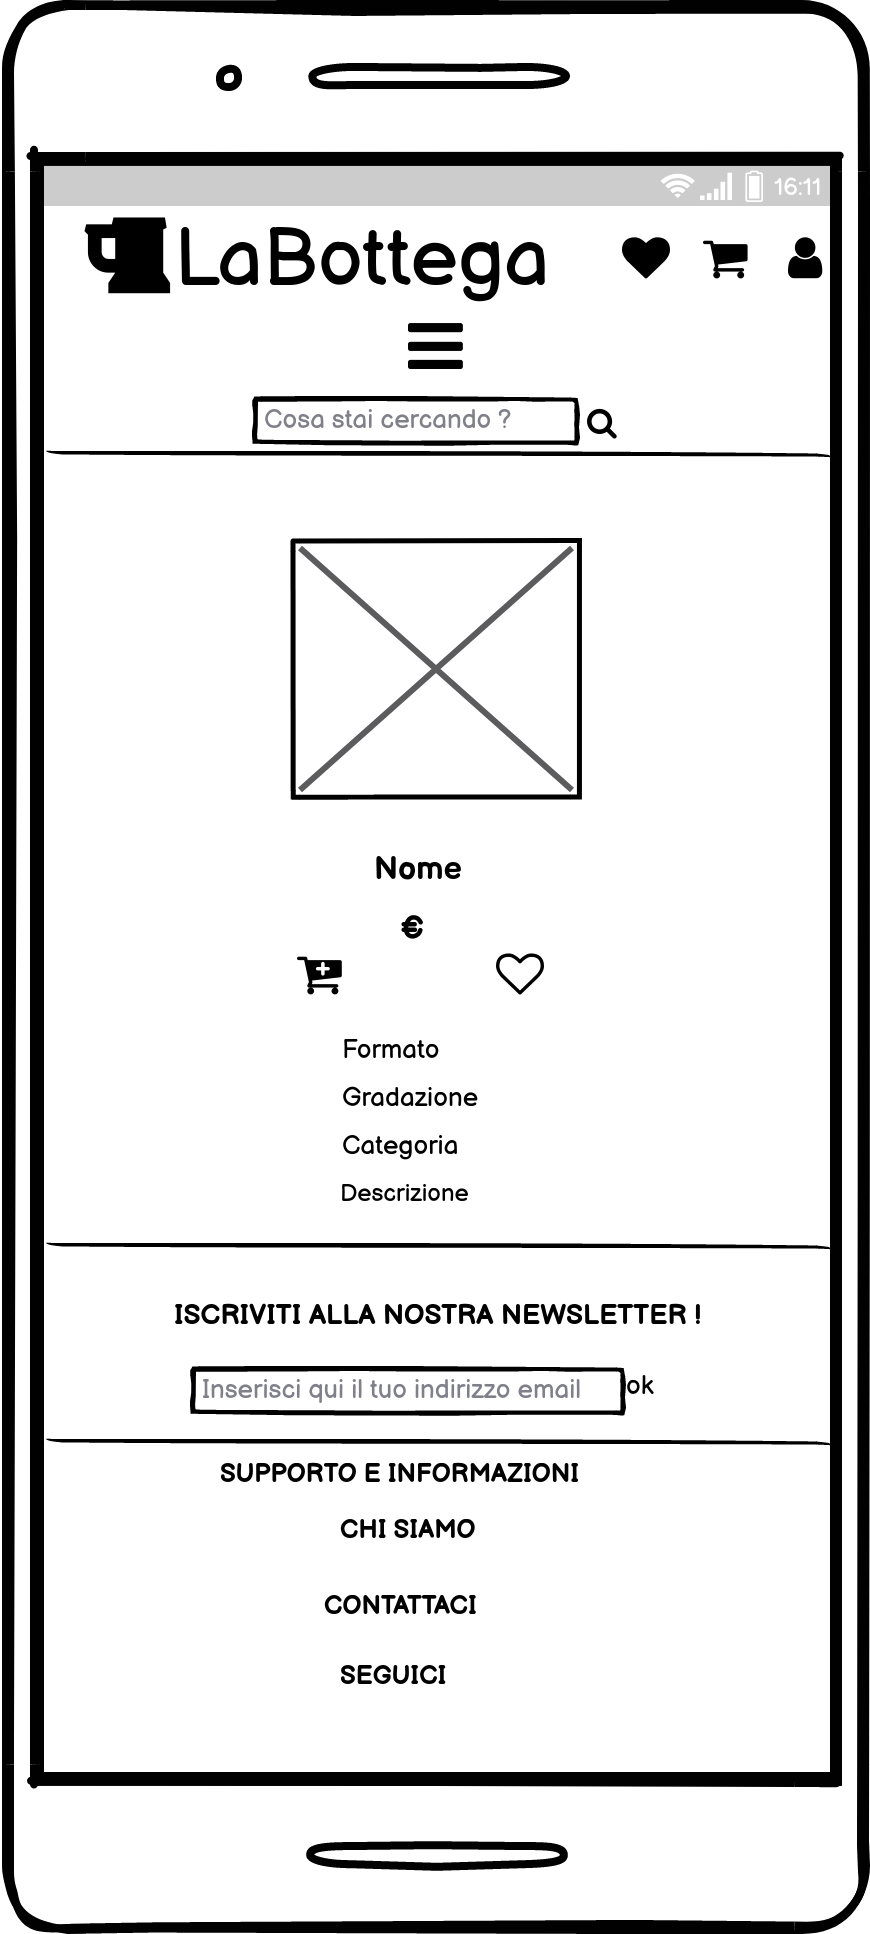 16:11
LaBottega
Cosa stai cercando ?
Nome
€
Formato
Gradazione
Categoria
Descrizione
ISCRIVITI ALLA NOSTRA NEWSLETTER !
Inserisci qui il tuo indirizzo email ok
SUPPORTO E INFORMAZIONI
CHI SIAMO
CONTATTACI
SEGUICI